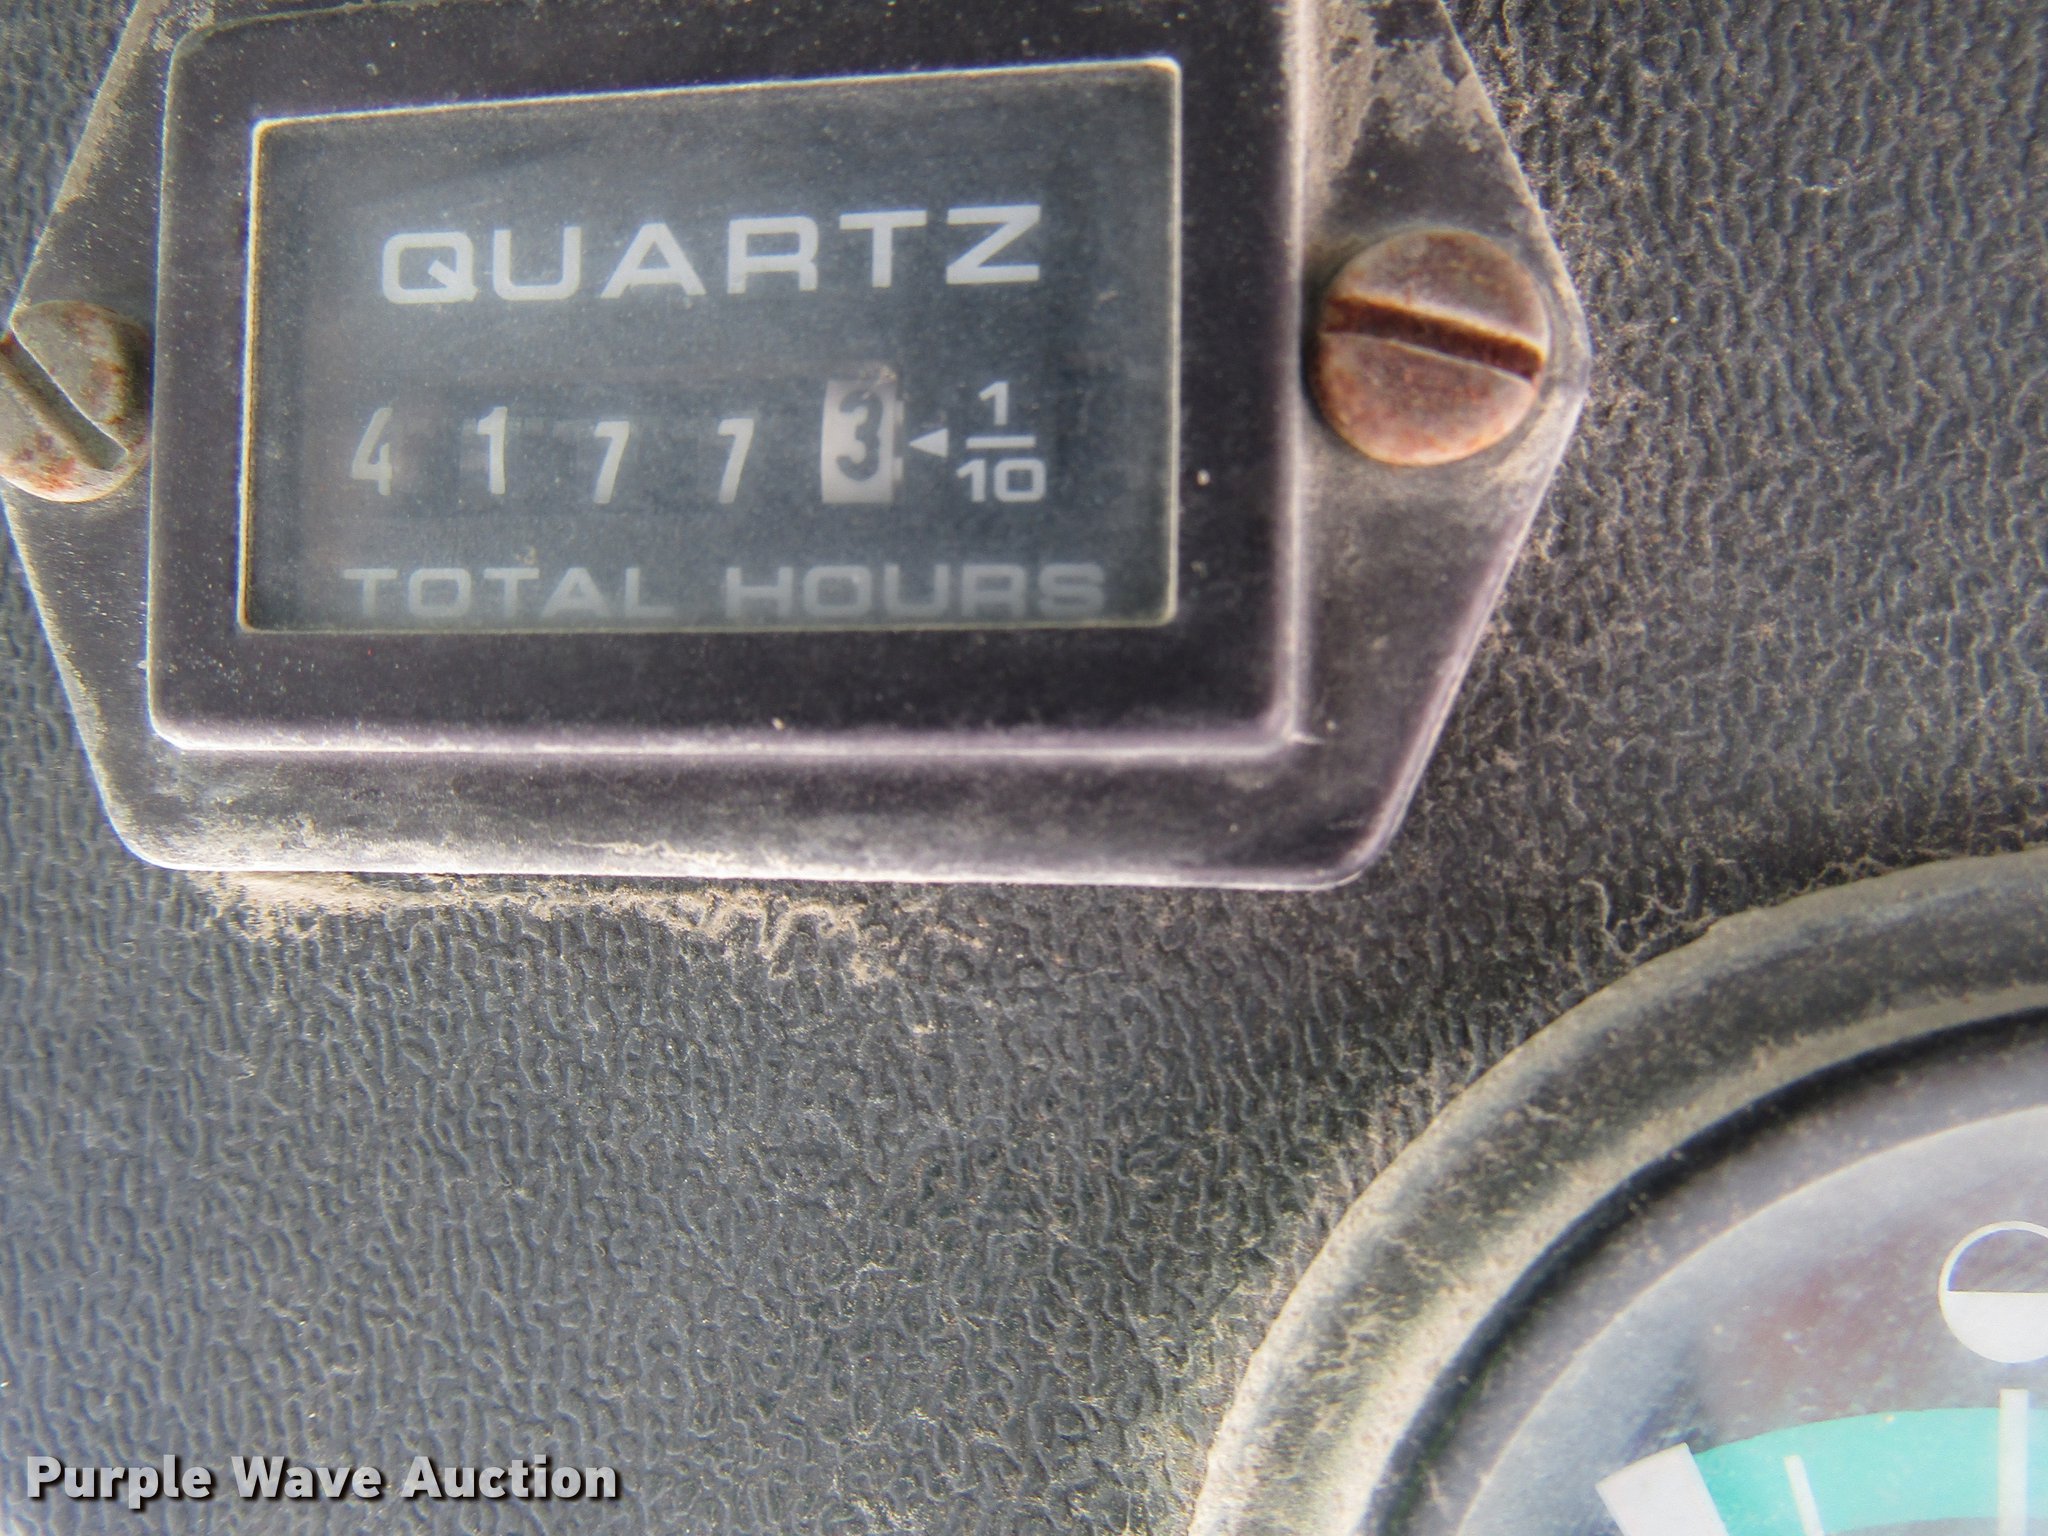 QUARTZ
4 1 7 7 3 ◄ 1/10
TOTAL HOURS
Purple Wave Auction